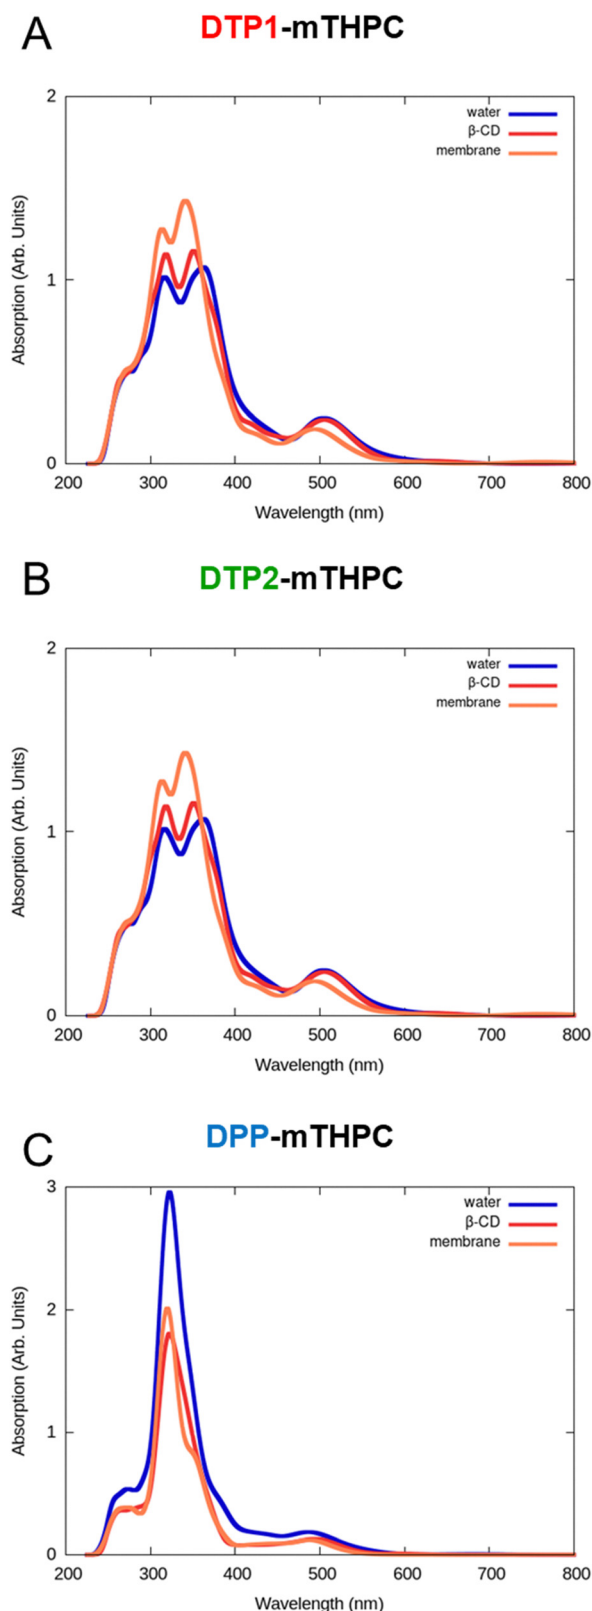 A
DTP1-mTHPC
2
water
β-CD
membrane
1
0
Absorption (Arb. Units)
200 300 400 500 600 700 800
Wavelength (nm)
B
DTP2-mTHPC
2
water
β-CD
membrane
1
0
Absorption (Arb. Units)
200 300 400 500 600 700 800
Wavelength (nm)
C
DPP-mTHPC
3
water
β-CD
membrane
2
1
0
Absorption (Arb. Units)
200 300 400 500 600 700 800
Wavelength (nm)